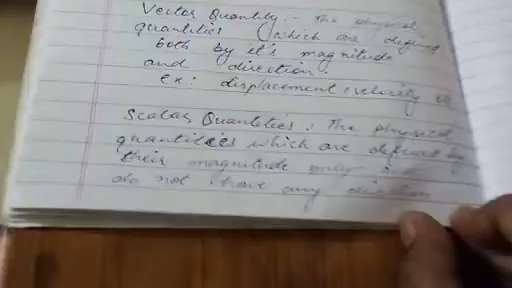 Vector Quantity :- The physical
quantities which are defined
both by it's magnitude
and direction.
ex: displacement, velocity
Scalar Quantities : The physical
quantities which are defined by
their magnitude only
do not have any direction